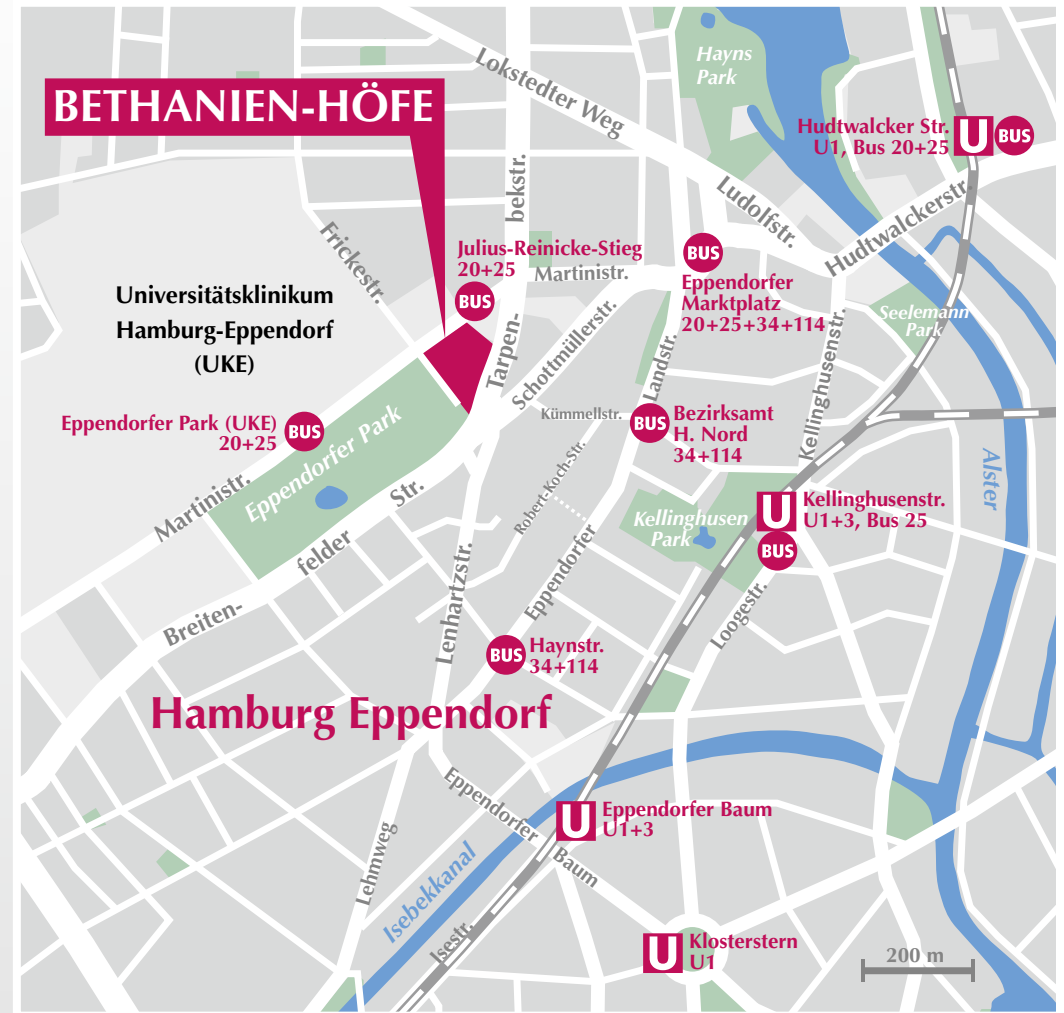 Hayns
Park
Lokstedter Weg
BETHANIEN-HÖFE
Hudtwalcker Str.
U1, Bus 20+25
U
BUS
bekstr.
Ludolfstr.
Hudtwalckerstr.
Frickestr.
Julius-Reinicke-Stieg
20+25
BUS
Martinistr.
BUS
Eppendorfer
Marktplatz
20+25+34+114
Universitätsklinikum
Hamburg-Eppendorf
(UKE)
Seelemann
Park
Tarpen-
Schottmüllerstr.
Landstr.
Kellinghusenstr.
Eppendorfer Park (UKE)
20+25
BUS
Eppendorfer Park
Kümmellstr.
BUS
Bezirksamt
H. Nord
34+114
Martinistr.
Str.
felder
Breiten-
Robert-Koch-Str.
Kellinghusen
Park
U
Kellinghusenstr.
U1+3, Bus 25
BUS
Alster
Lenhartzstr.
Eppendorfer
Loogestr.
BUS
Haynstr.
34+114
Hamburg Eppendorf
Eppendorfer
Baum
U
Eppendorfer Baum
U1+3
Lehmweg
Isebekkanal
Isestr.
U
Klosterstern
U1
200 m